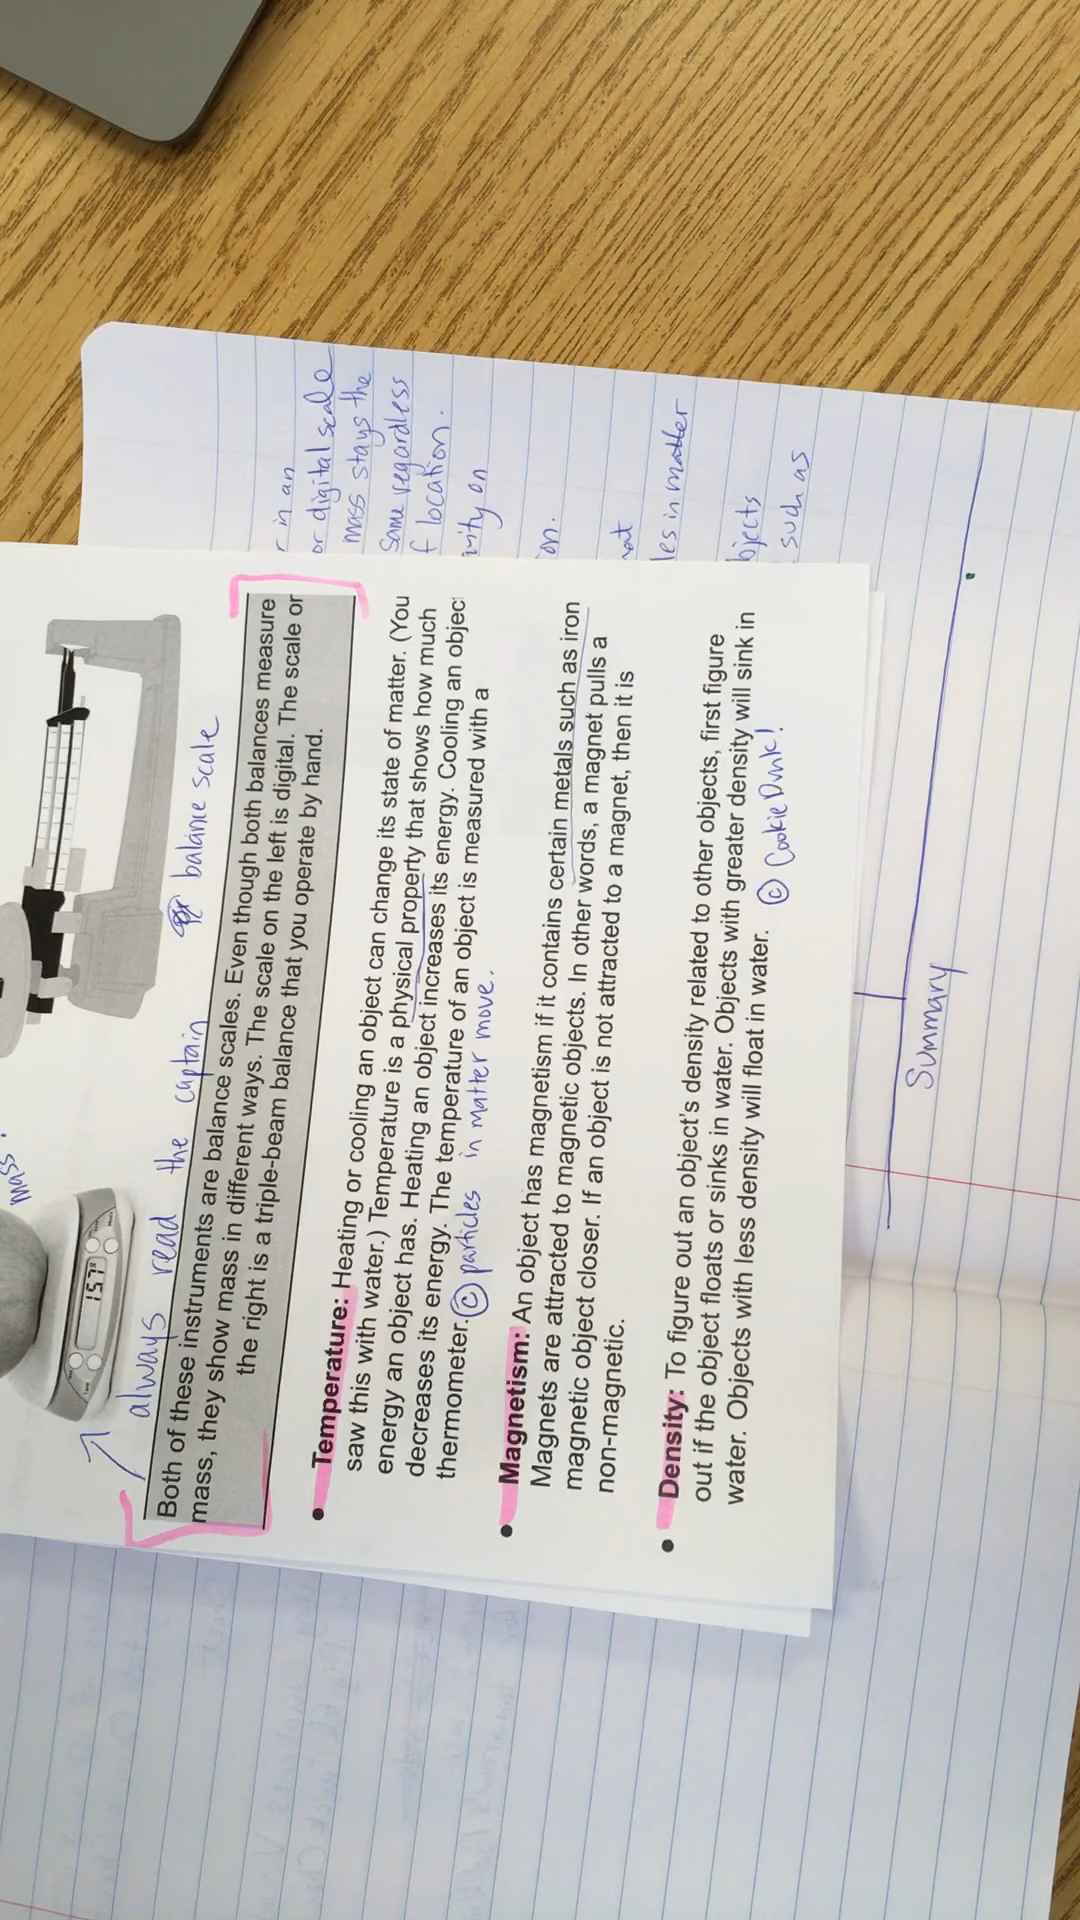 mass.
157g
always read the captain
or balance scale
Both of these instruments are balance scales. Even though both balances measure
mass, they show mass in different ways. The scale on the left is digital. The scale or
the right is a triple-beam balance that you operate by hand.
• Temperature: Heating or cooling an object can change its state of matter. (You
saw this with water.) Temperature is a physical property that shows how much
energy an object has. Heating an object increases its energy. Cooling an objec
decreases its energy. The temperature of an object is measured with a
thermometer. © particles in matter move.
• Magnetism: An object has magnetism if it contains certain metals such as iron
Magnets are attracted to magnetic objects. In other words, a magnet pulls a
magnetic object closer. If an object is not attracted to a magnet, then it is
non-magnetic.
• Density: To figure out an object's density related to other objects, first figure
out if the object floats or sinks in water. Objects with greater density will sink in
water. Objects with less density will float in water. © Cookie Dunk!
r in an
or digital scale
mass stays the
same regardless
f location.
vity on
on.
les in matter
bjects
such as
Summary